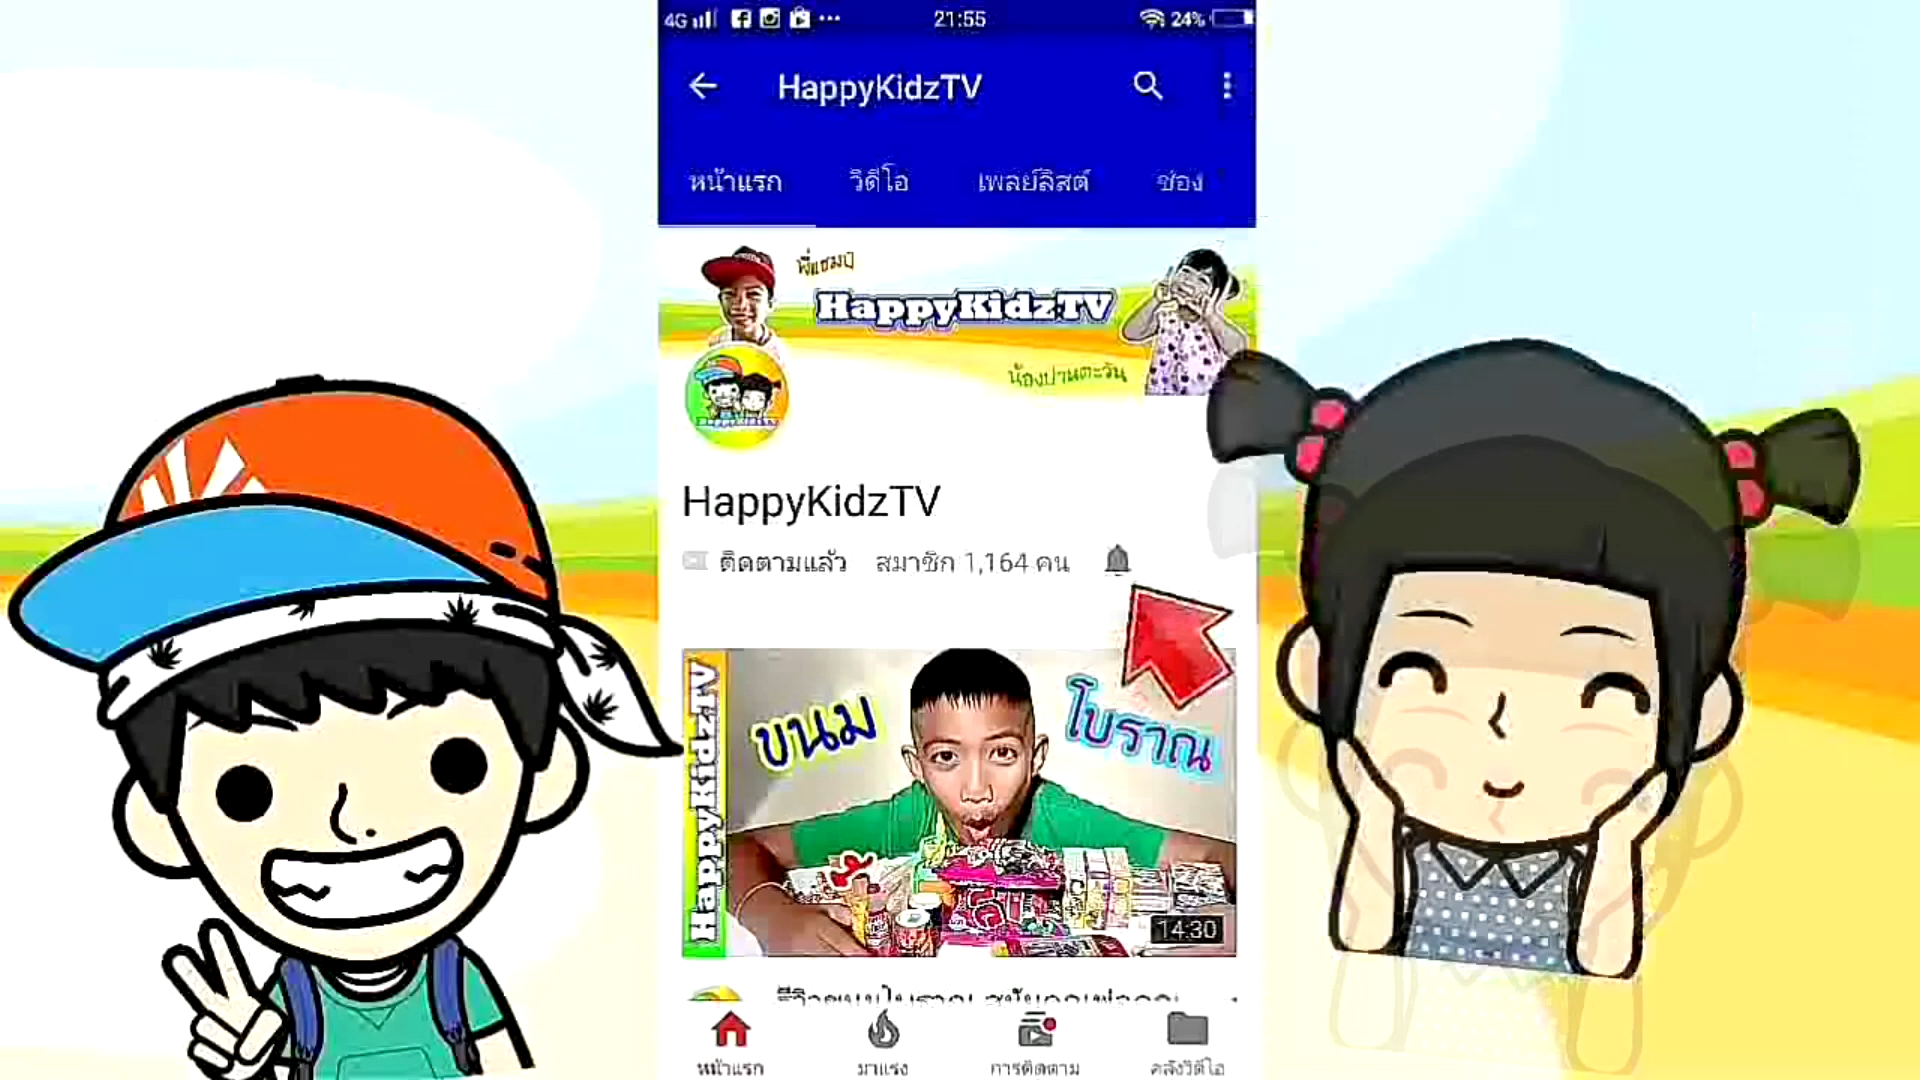 4G 21:55 24%
HappyKidzTV
หน้าแรก วิดีโอ เพลย์ลิสต์ ช่อง
พี่แชมป์
HappyKidzTV
น้องปานตะวัน
HappyKidzTV
HappyKidzTV
ติดตามแล้ว สมาชิก 1,164 คน
HappyKidzTV
ขนม โบราณ
14:30
หน้าแรก มาแรง การติดตาม คลังวิดีโอ